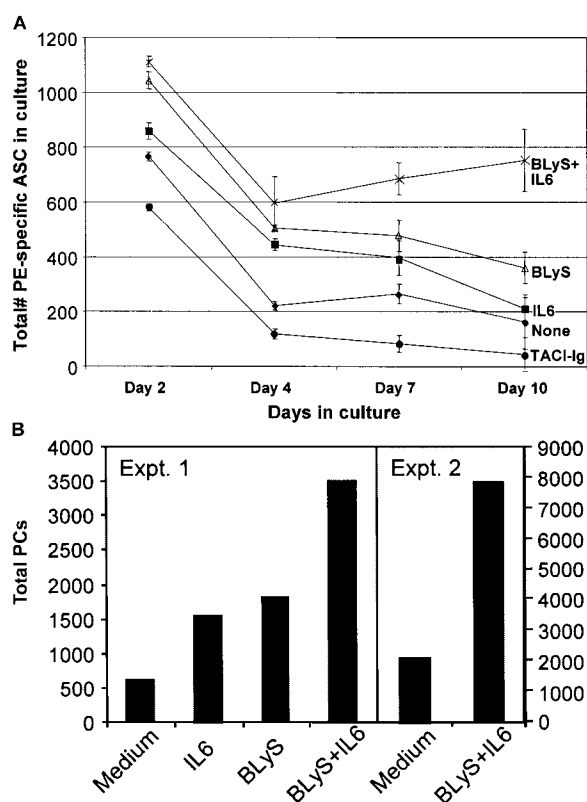 A
Total# PE-specific ASC in culture
1200
1000
800
600
400
200
0
BLyS+
IL6
BLyS
IL6
None
TACI-Ig
Day 2
Day 4
Day 7
Day 10
Days in culture
B
Total PCs
4000
3500
3000
2500
2000
1500
1000
500
0
Expt. 1
Expt. 2
9000
8000
7000
6000
5000
4000
3000
2000
1000
0
Medium
IL6
BLyS
BLyS+IL6
Medium
BLyS+IL6